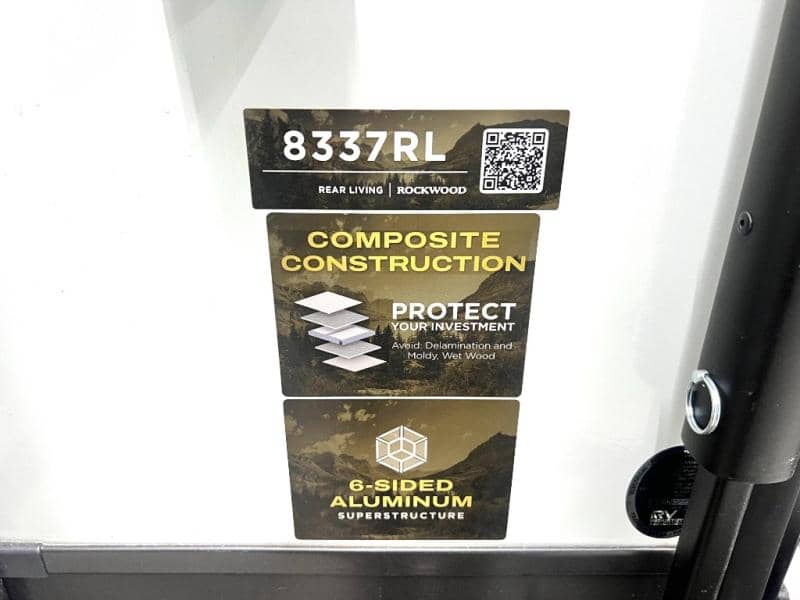 8337RL
REAR LIVING | ROCKWOOD
COMPOSITE
CONSTRUCTION
PROTECT
YOUR INVESTMENT
Avoid: Delamination and
Moldy, Wet Wood
6-SIDED
ALUMINUM
SUPERSTRUCTURE
RV